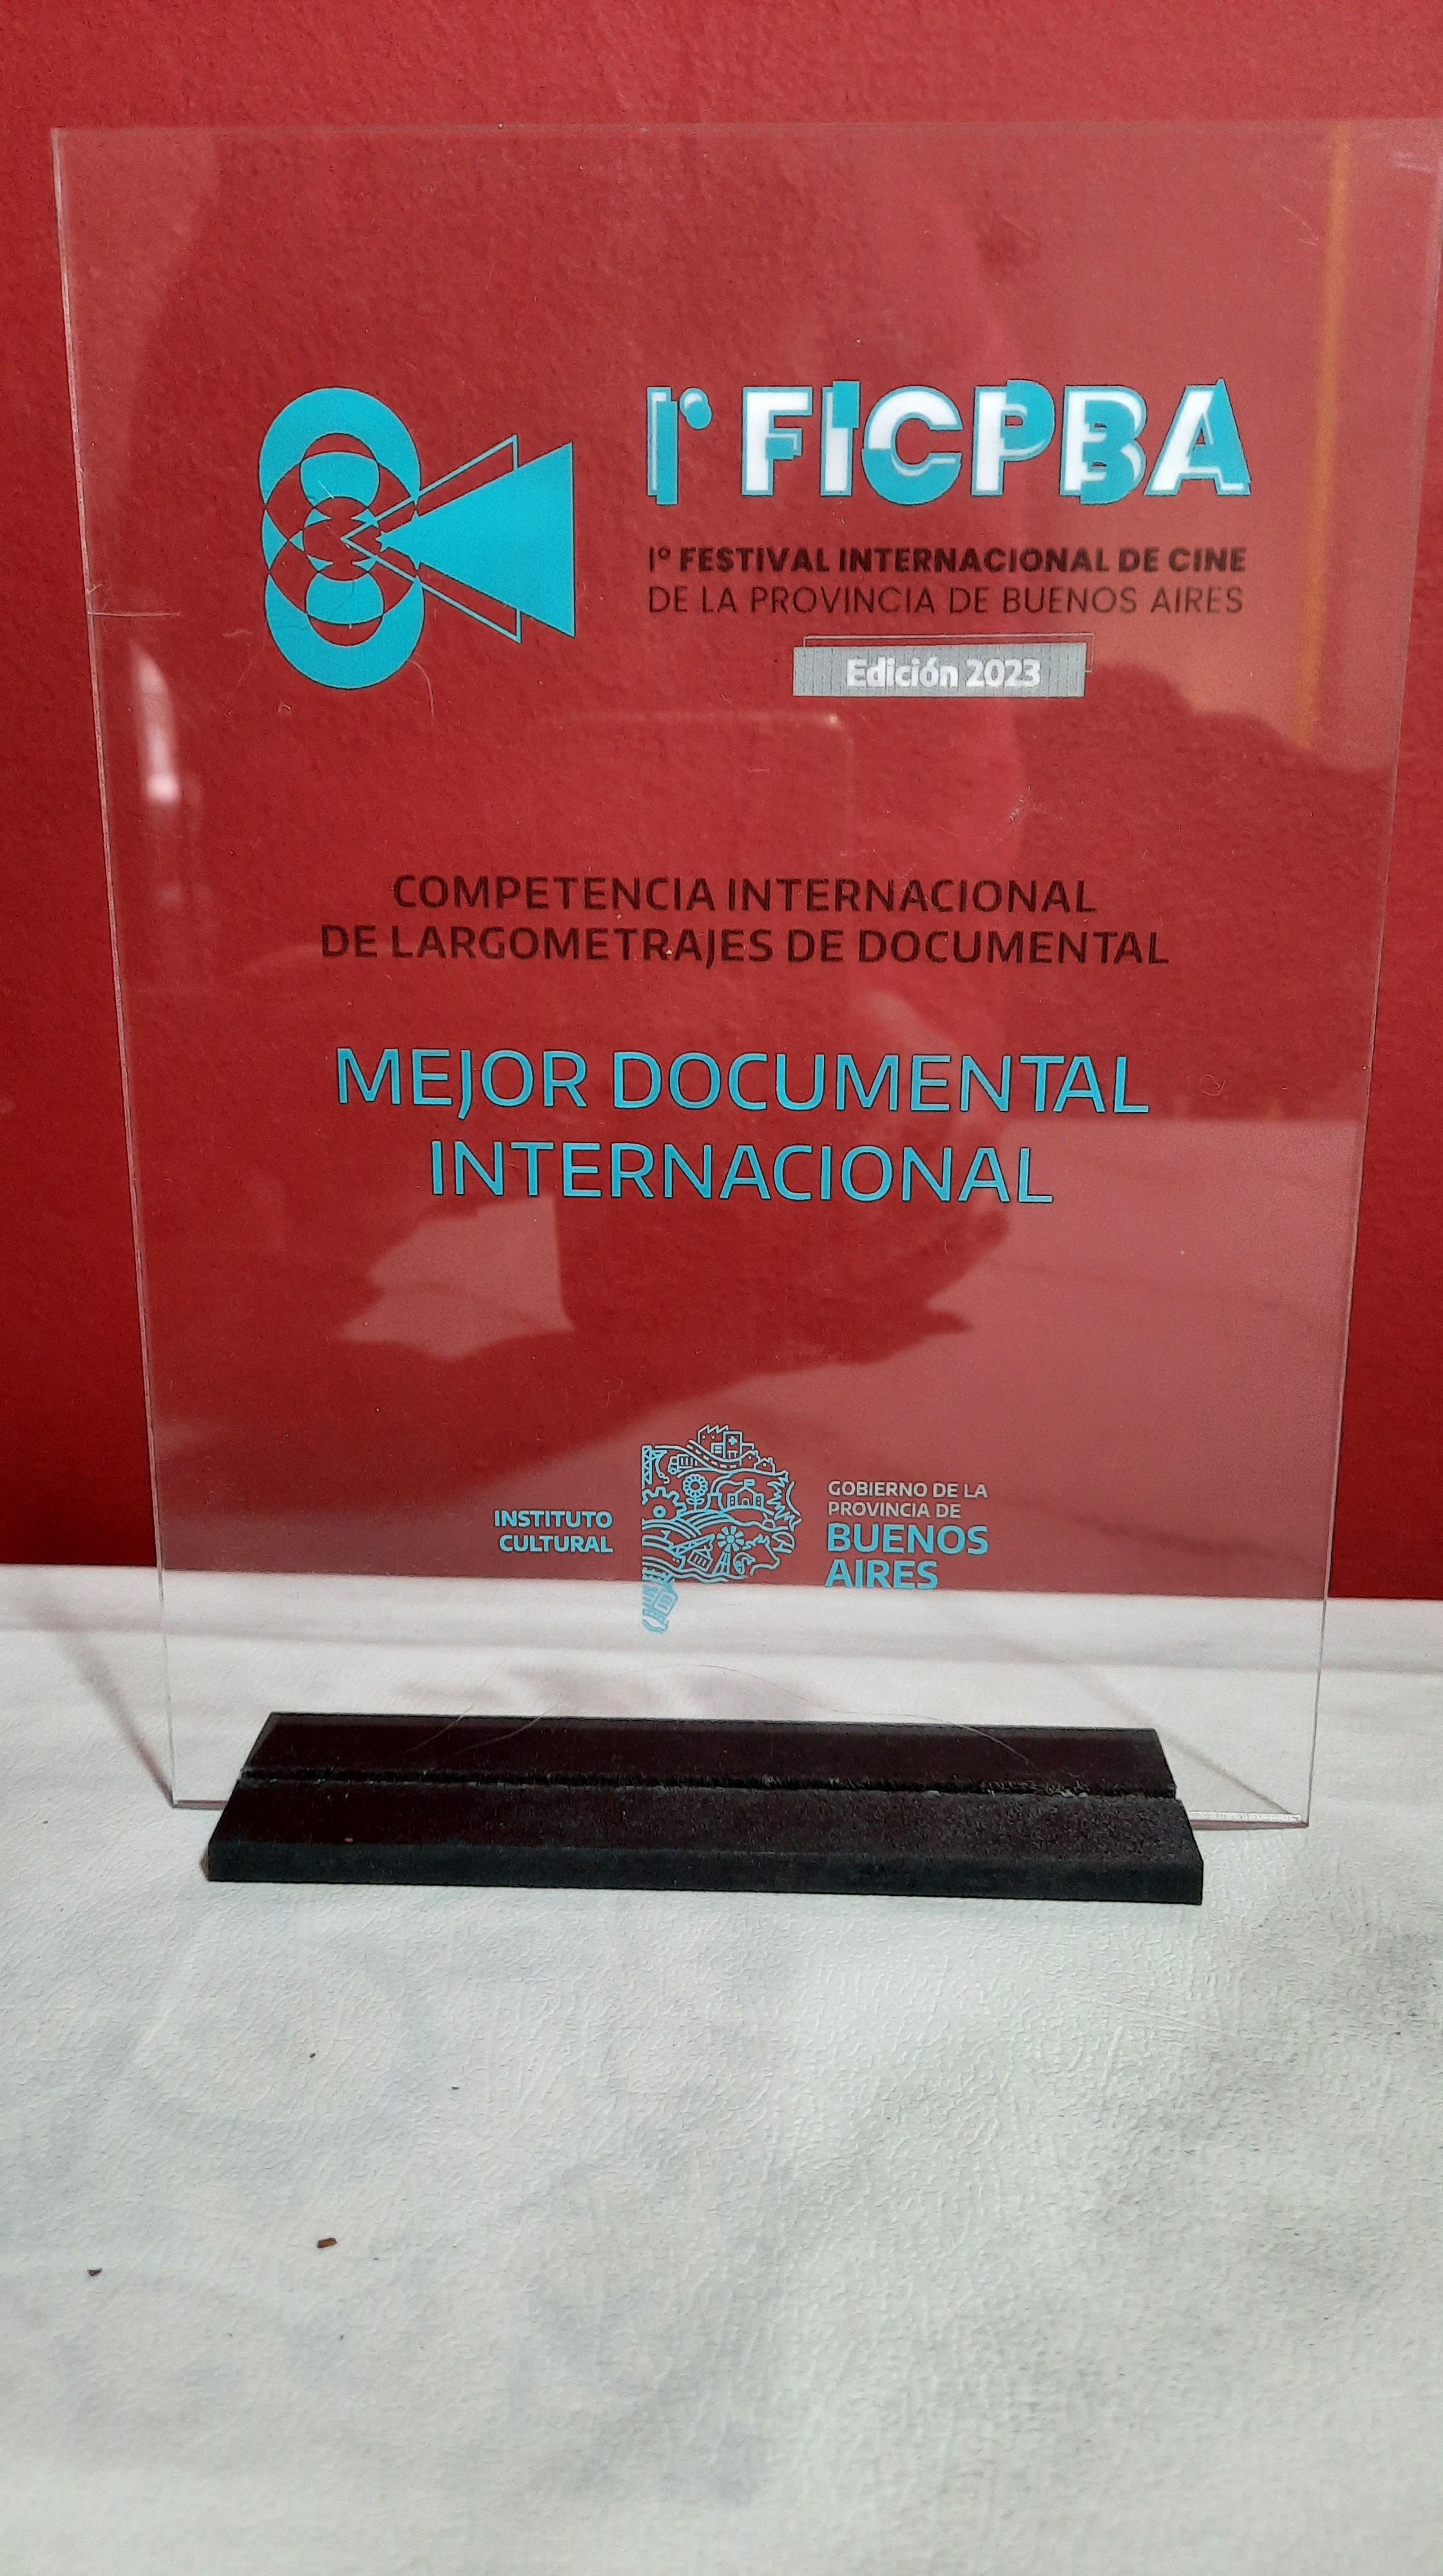 1° FICPBA
1° FESTIVAL INTERNACIONAL DE CINE
DE LA PROVINCIA DE BUENOS AIRES
Edición 2023
COMPETENCIA INTERNACIONAL
DE LARGOMETRAJES DE DOCUMENTAL
MEJOR DOCUMENTAL
INTERNACIONAL
INSTITUTO
CULTURAL
GOBIERNO DE LA
PROVINCIA DE
BUENOS
AIRES